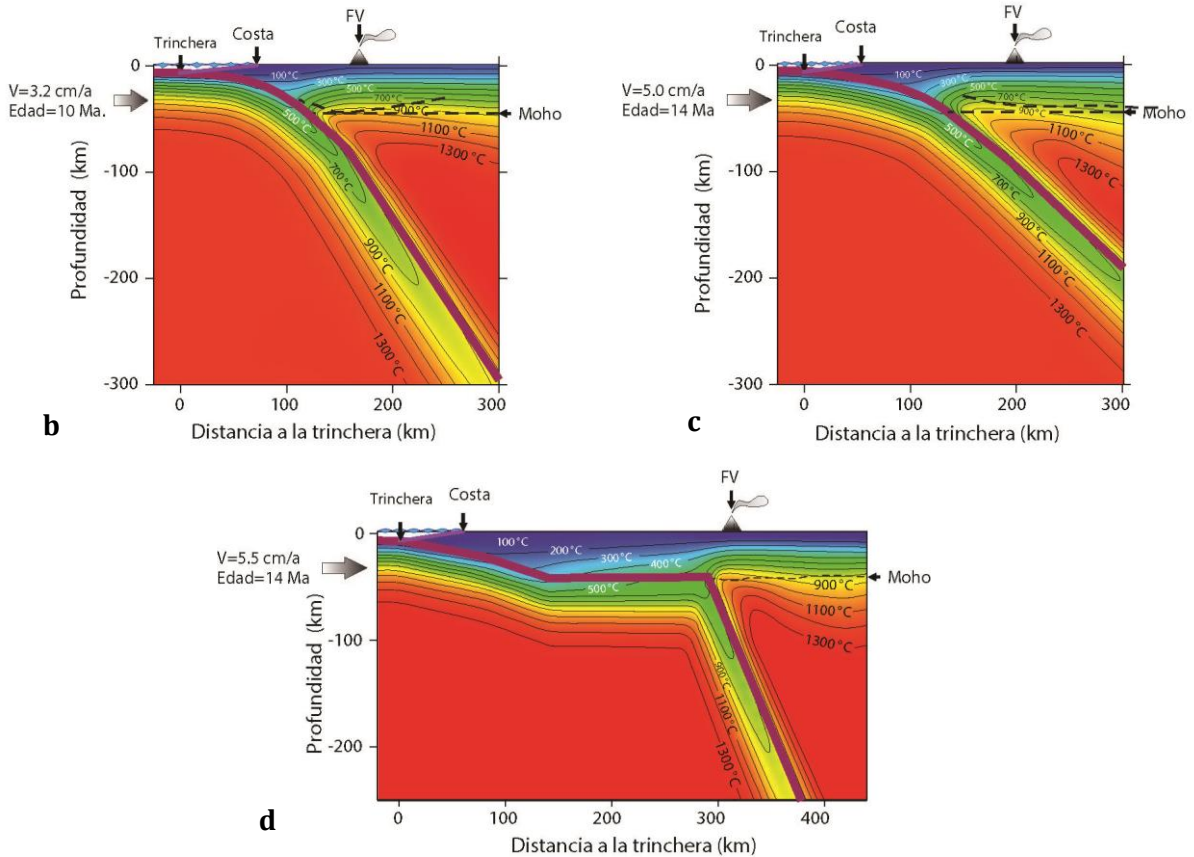 FV
Trinchera
Costa
0
100°C
300°C
500°C
700°C
900°C
V=3.2 cm/a
Edad=10 Ma.
Moho
500°C
1100°C
1300°C
-100
700°C
Profundidad (km)
900°C
-200
1100°C
1300°C
-300
0
100
200
300
b
Distancia a la trinchera (km)
FV
Trinchera
Costa
0
100°C
300°C
500°C
700°C
900°C
V=5.0 cm/a
Edad=14 Ma
Moho
500°C
1100°C
1300°C
-100
700°C
Profundidad (km)
900°C
1100°C
-200
1300°C
-300
0
100
200
300
c
Distancia a la trinchera (km)
FV
Trinchera
Costa
0
100°C
200°C
300°C
400°C
V=5.5 cm/a
Edad=14 Ma
500°C
900°C
Moho
1100°C
1300°C
-100
Profundidad (km)
900°C
1100°C
-200
1300°C
0
100
200
300
400
d
Distancia a la trinchera (km)